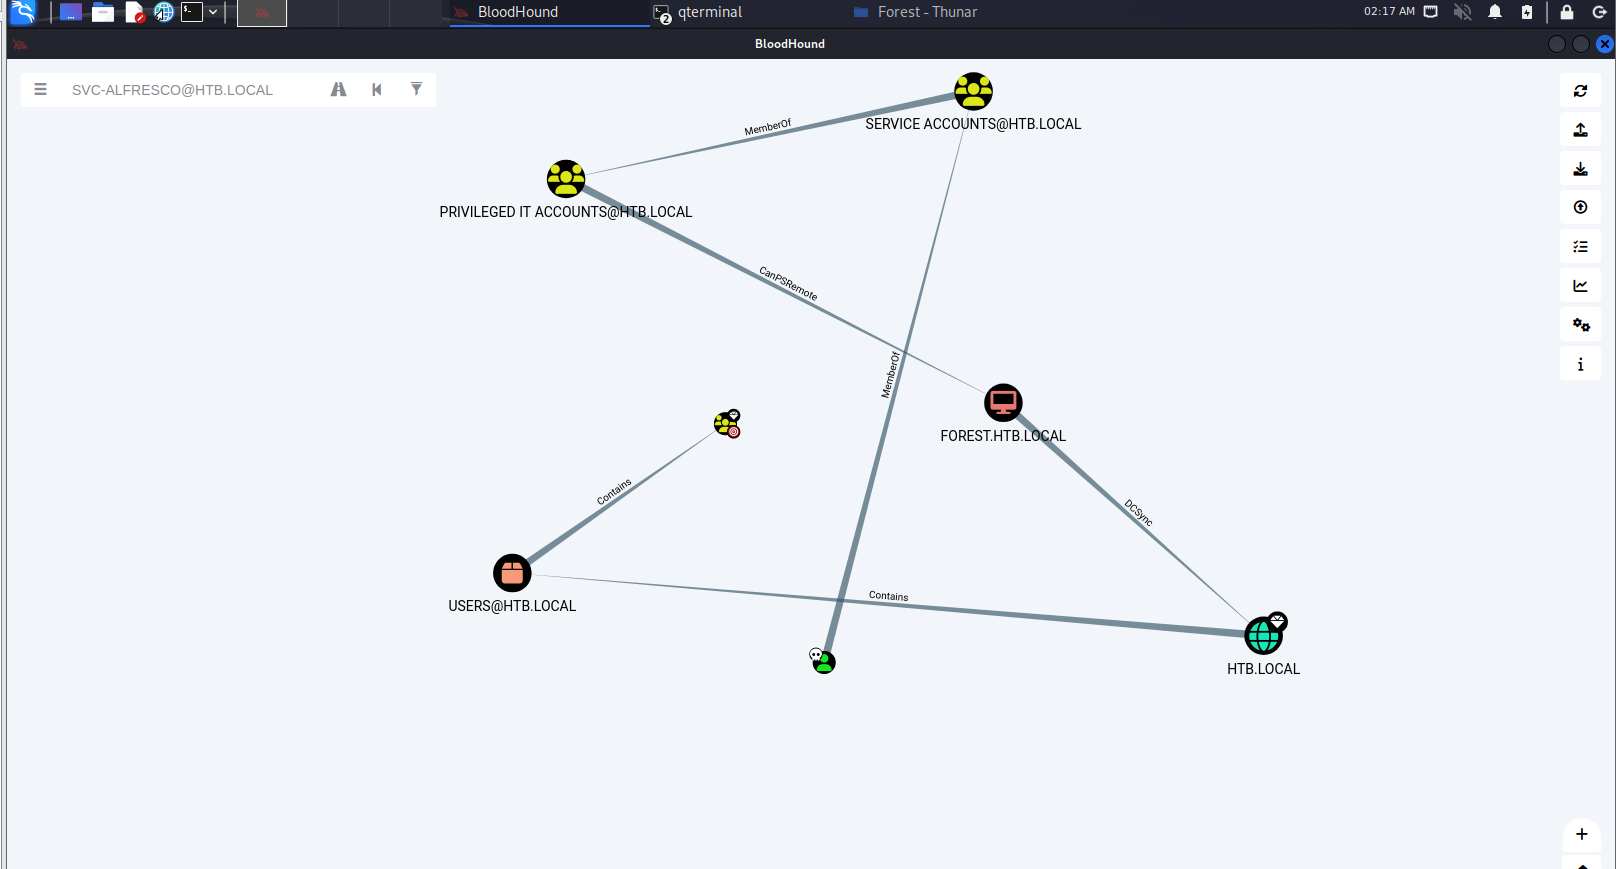 BloodHound
2
qterminal
Forest - Thunar
02:17 AM
BloodHound
SVC-ALFRESCO@HTB.LOCAL
SERVICE ACCOUNTS@HTB.LOCAL
MemberOf
PRIVILEGED IT ACCOUNTS@HTB.LOCAL
CanPSRemote
MemberOf
FOREST.HTB.LOCAL
Contains
DCSync
USERS@HTB.LOCAL
Contains
HTB.LOCAL